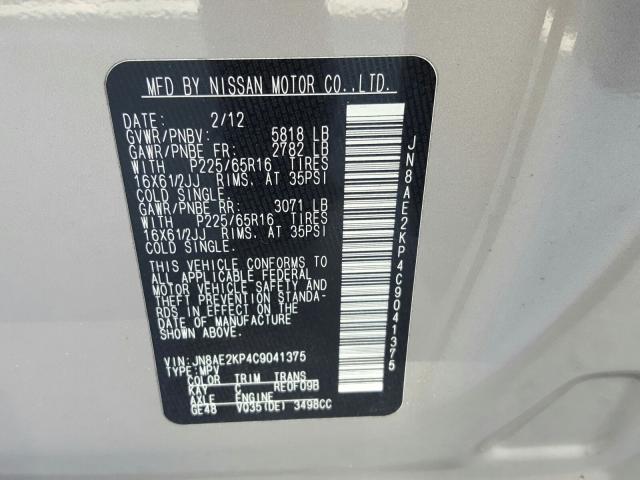 MFD BY NISSAN MOTOR CO.,LTD.
DATE: 2/12
GVWR/PNBV: 5818 LB
GAWR/PNBE FR: 2782 LB
WITH P225/65R16 TIRES
16X61/2JJ RIMS. AT 35PSI
COLD SINGLE.
GAWR/PNBE RR: 3071 LB
WITH P225/65R16 TIRES
16X61/2JJ RIMS. AT 35PSI
COLD SINGLE.
THIS VEHICLE CONFORMS TO
ALL APPLICABLE FEDERAL
MOTOR VEHICLE SAFETY AND
THEFT PREVENTION STANDA-
RDS IN EFFECT ON THE
DATE OF MANUFACTURE
SHOWN ABOVE.
VIN: JN8AE2KP4C9041375
TYPE: MPV
COLOR TRIM TRANS
KAY C RE0F09B
AXLE ENGINE
GE48 VQ35(DE) 3498CC
JN8AE2KP4C9041375